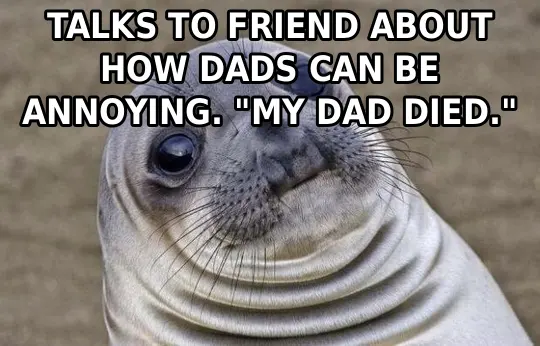 TALKS TO FRIEND ABOUT
HOW DADS CAN BE
ANNOYING. "MY DAD DIED."